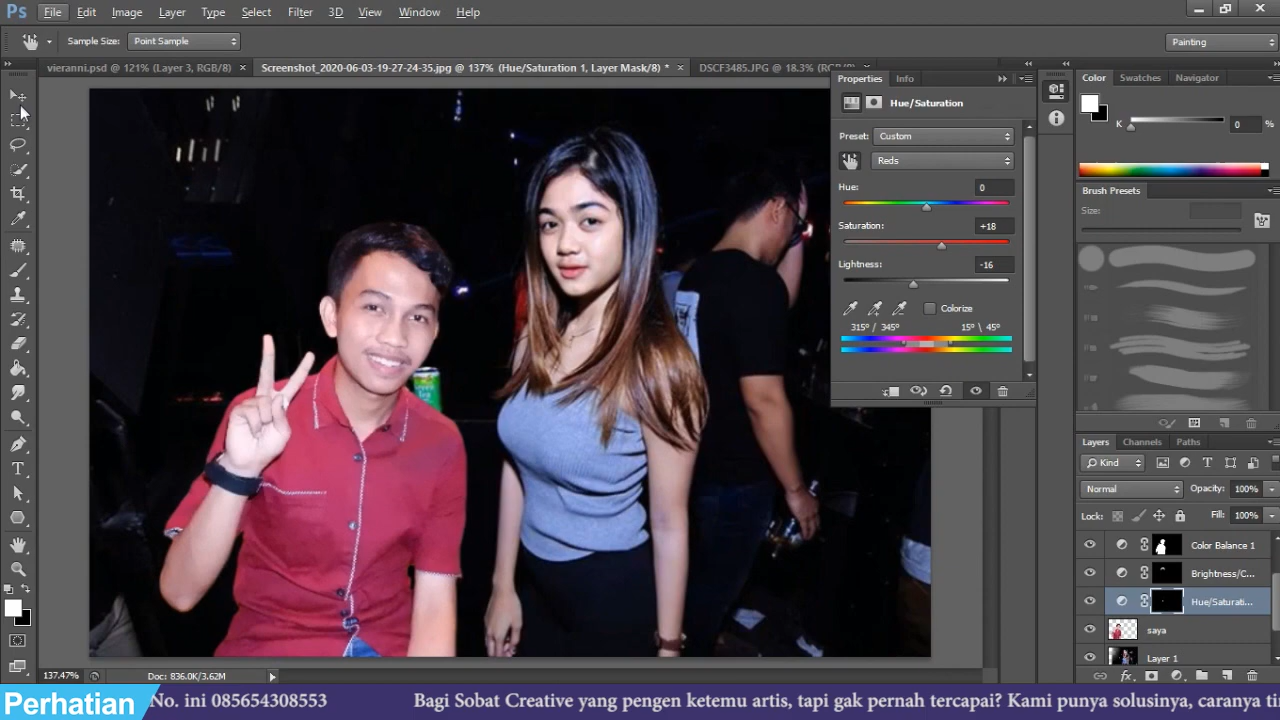 Ps File Edit Image Layer Type Select Filter 3D View Window Help
Sample Size: Point Sample Painting
vieranni.psd @ 121% (Layer 3, RGB/8) × Screenshot_2020-06-03-19-27-24-35.jpg @ 137% (Hue/Saturation 1, Layer Mask/8) * × DSCF3485.JPG @ 18.3% (RGB/8)
Properties Info
Hue/Saturation
Preset: Custom
Reds
Hue: 0
Saturation: +18
Lightness: -16
Colorize
315° / 345° 15° \ 45°
Color Swatches Navigator
K 0 %
Brush Presets
Size:
Layers Channels Paths
Kind
Normal Opacity: 100%
Lock: Fill: 100%
Color Balance 1
Brightness/C...
Hue/Saturati...
saya
Layer 1
137.47% Doc: 836.0K/3.62M
Perhatian No. ini 085654308553 Bagi Sobat Creative yang pengen ketemu artis, tapi gak pernah tercapai? Kami punya solusinya, caranya